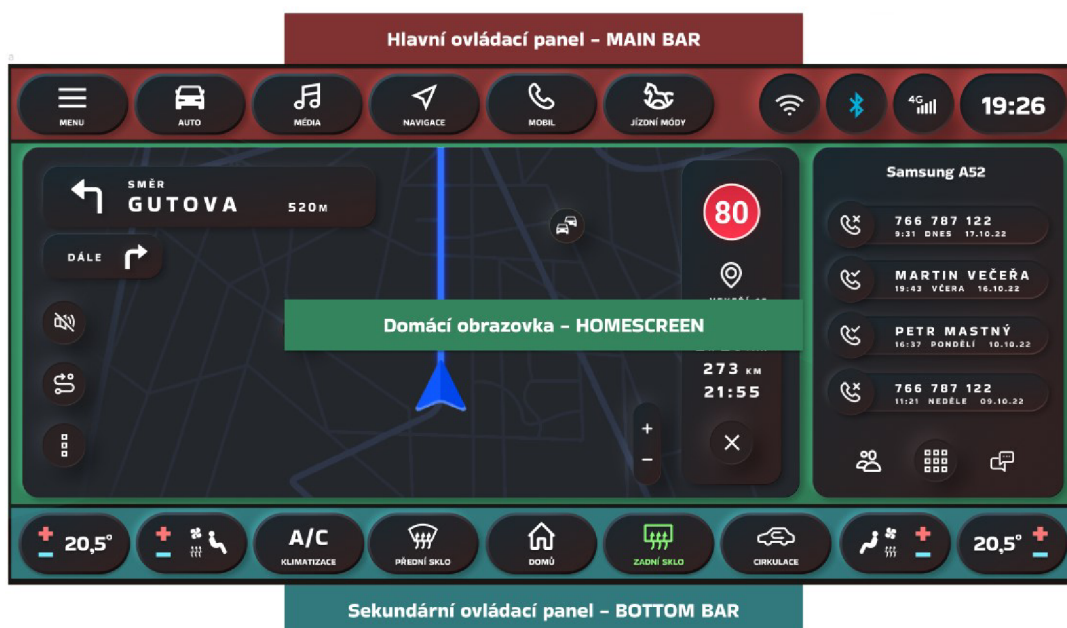 Hlavní ovládací panel – MAIN BAR
MENU
AUTO
MÉDIA
NAVIGACE
MOBIL
JÍZDNÍ MÓDY
4G
19:26
SMĚR
GUTOVA 520 M
DÁLE
80
273 KM
21:55
+
−
Domácí obrazovka – HOMESCREEN
Samsung A52
766 787 122
9:31 DNES 17.10.22
MARTIN VEČEŘA
19:43 VČERA 16.10.22
PETR MASTNÝ
16:37 PONDĚLÍ 10.10.22
766 787 122
11:21 NEDĚLE 09.10.22
20,5°
A/C
KLIMATIZACE
PŘEDNÍ SKLO
DOMŮ
ZADNÍ SKLO
CIRKULACE
20,5°
Sekundární ovládací panel – BOTTOM BAR